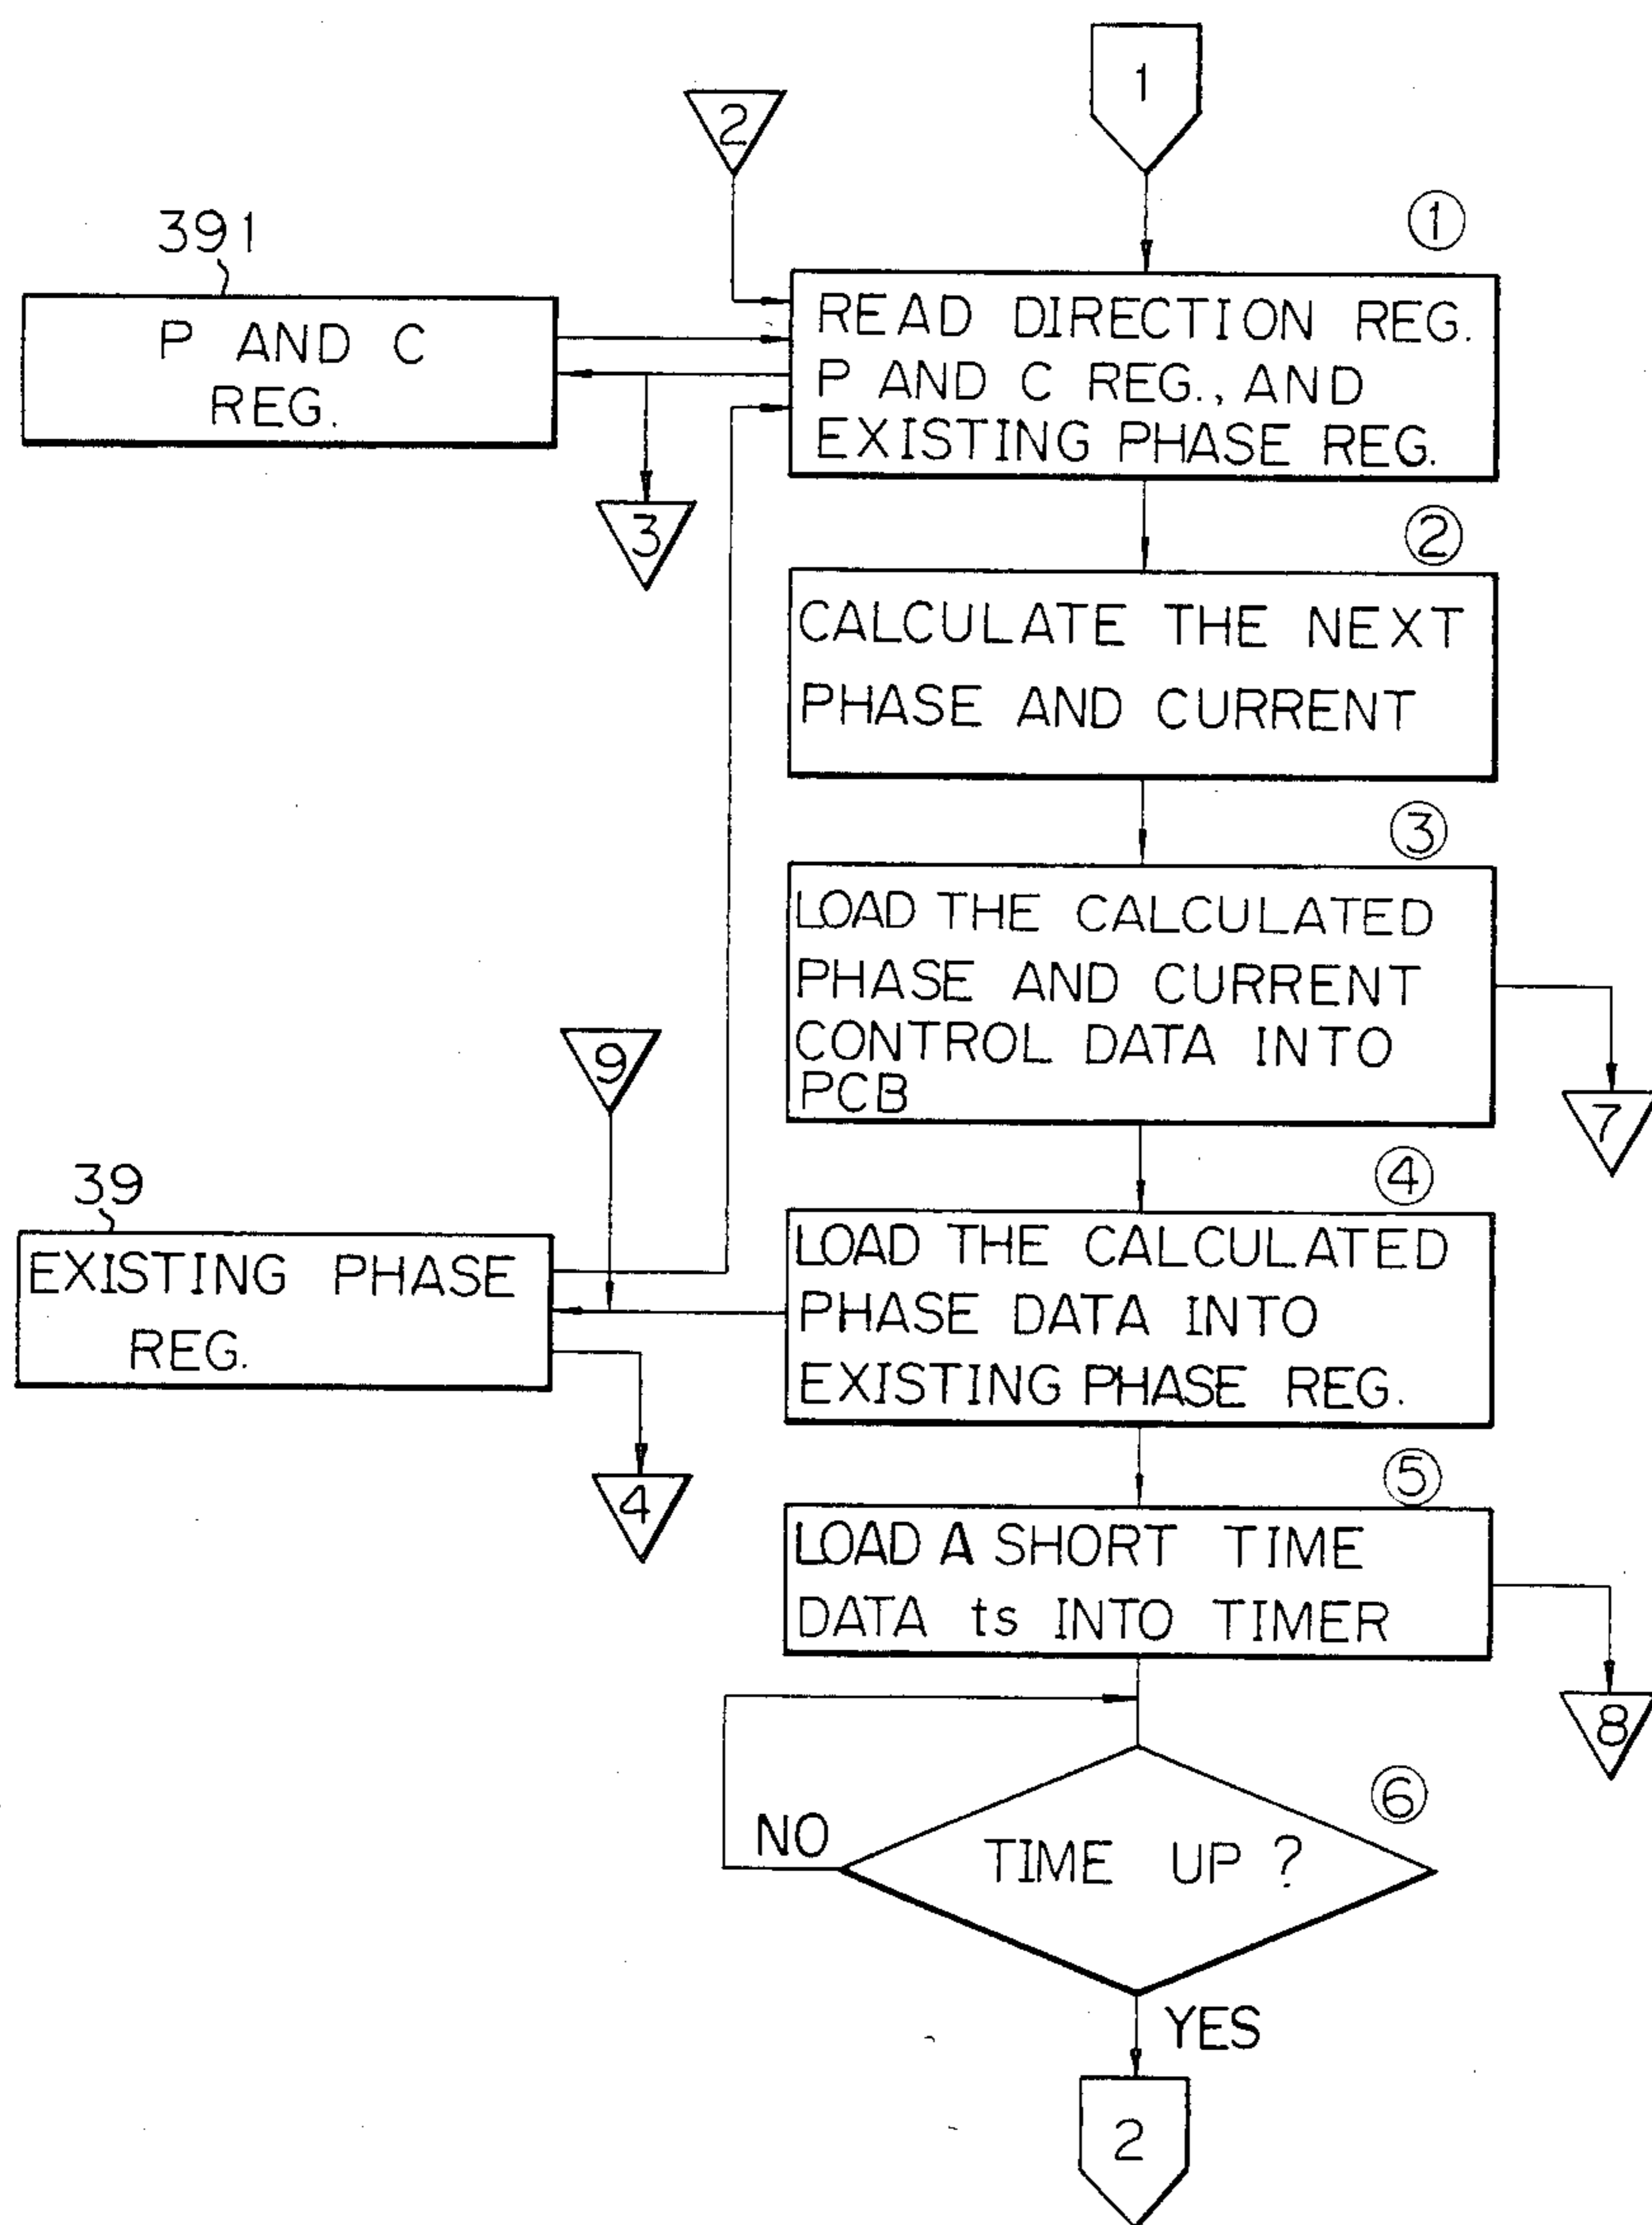 1
2
①
391
P AND C
REG.
READ DIRECTION REG.
P AND C REG., AND
EXISTING PHASE REG.
3
②
CALCULATE THE NEXT
PHASE AND CURRENT
③
LOAD THE CALCULATED
PHASE AND CURRENT
CONTROL DATA INTO
PCB
7
9
④
39
EXISTING PHASE
REG.
LOAD THE CALCULATED
PHASE DATA INTO
EXISTING PHASE REG.
4
⑤
LOAD A SHORT TIME
DATA ts INTO TIMER
8
⑥
NO
TIME UP ?
YES
2